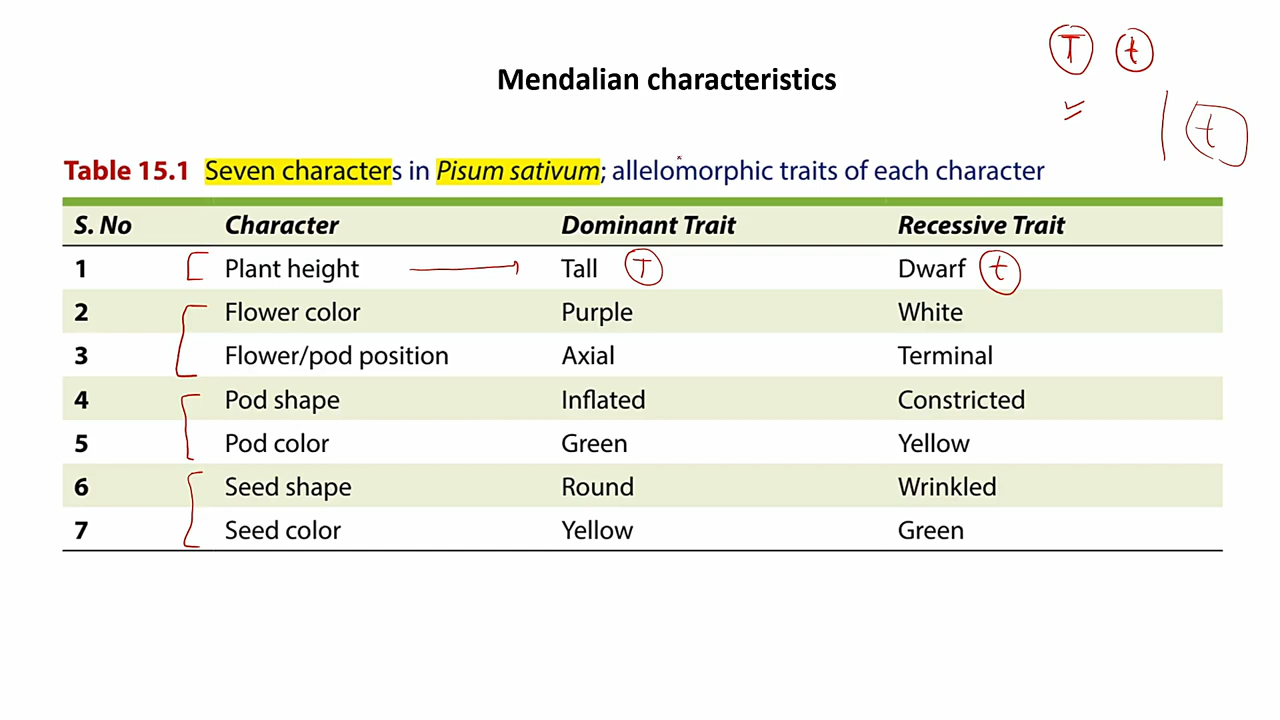 T t
Mendalian characteristics
t
Table 15.1 Seven characters in Pisum sativum; allelomorphic traits of each character
S. No Character Dominant Trait Recessive Trait
1 Plant height Tall T Dwarf t
2 Flower color Purple White
3 Flower/pod position Axial Terminal
4 Pod shape Inflated Constricted
5 Pod color Green Yellow
6 Seed shape Round Wrinkled
7 Seed color Yellow Green